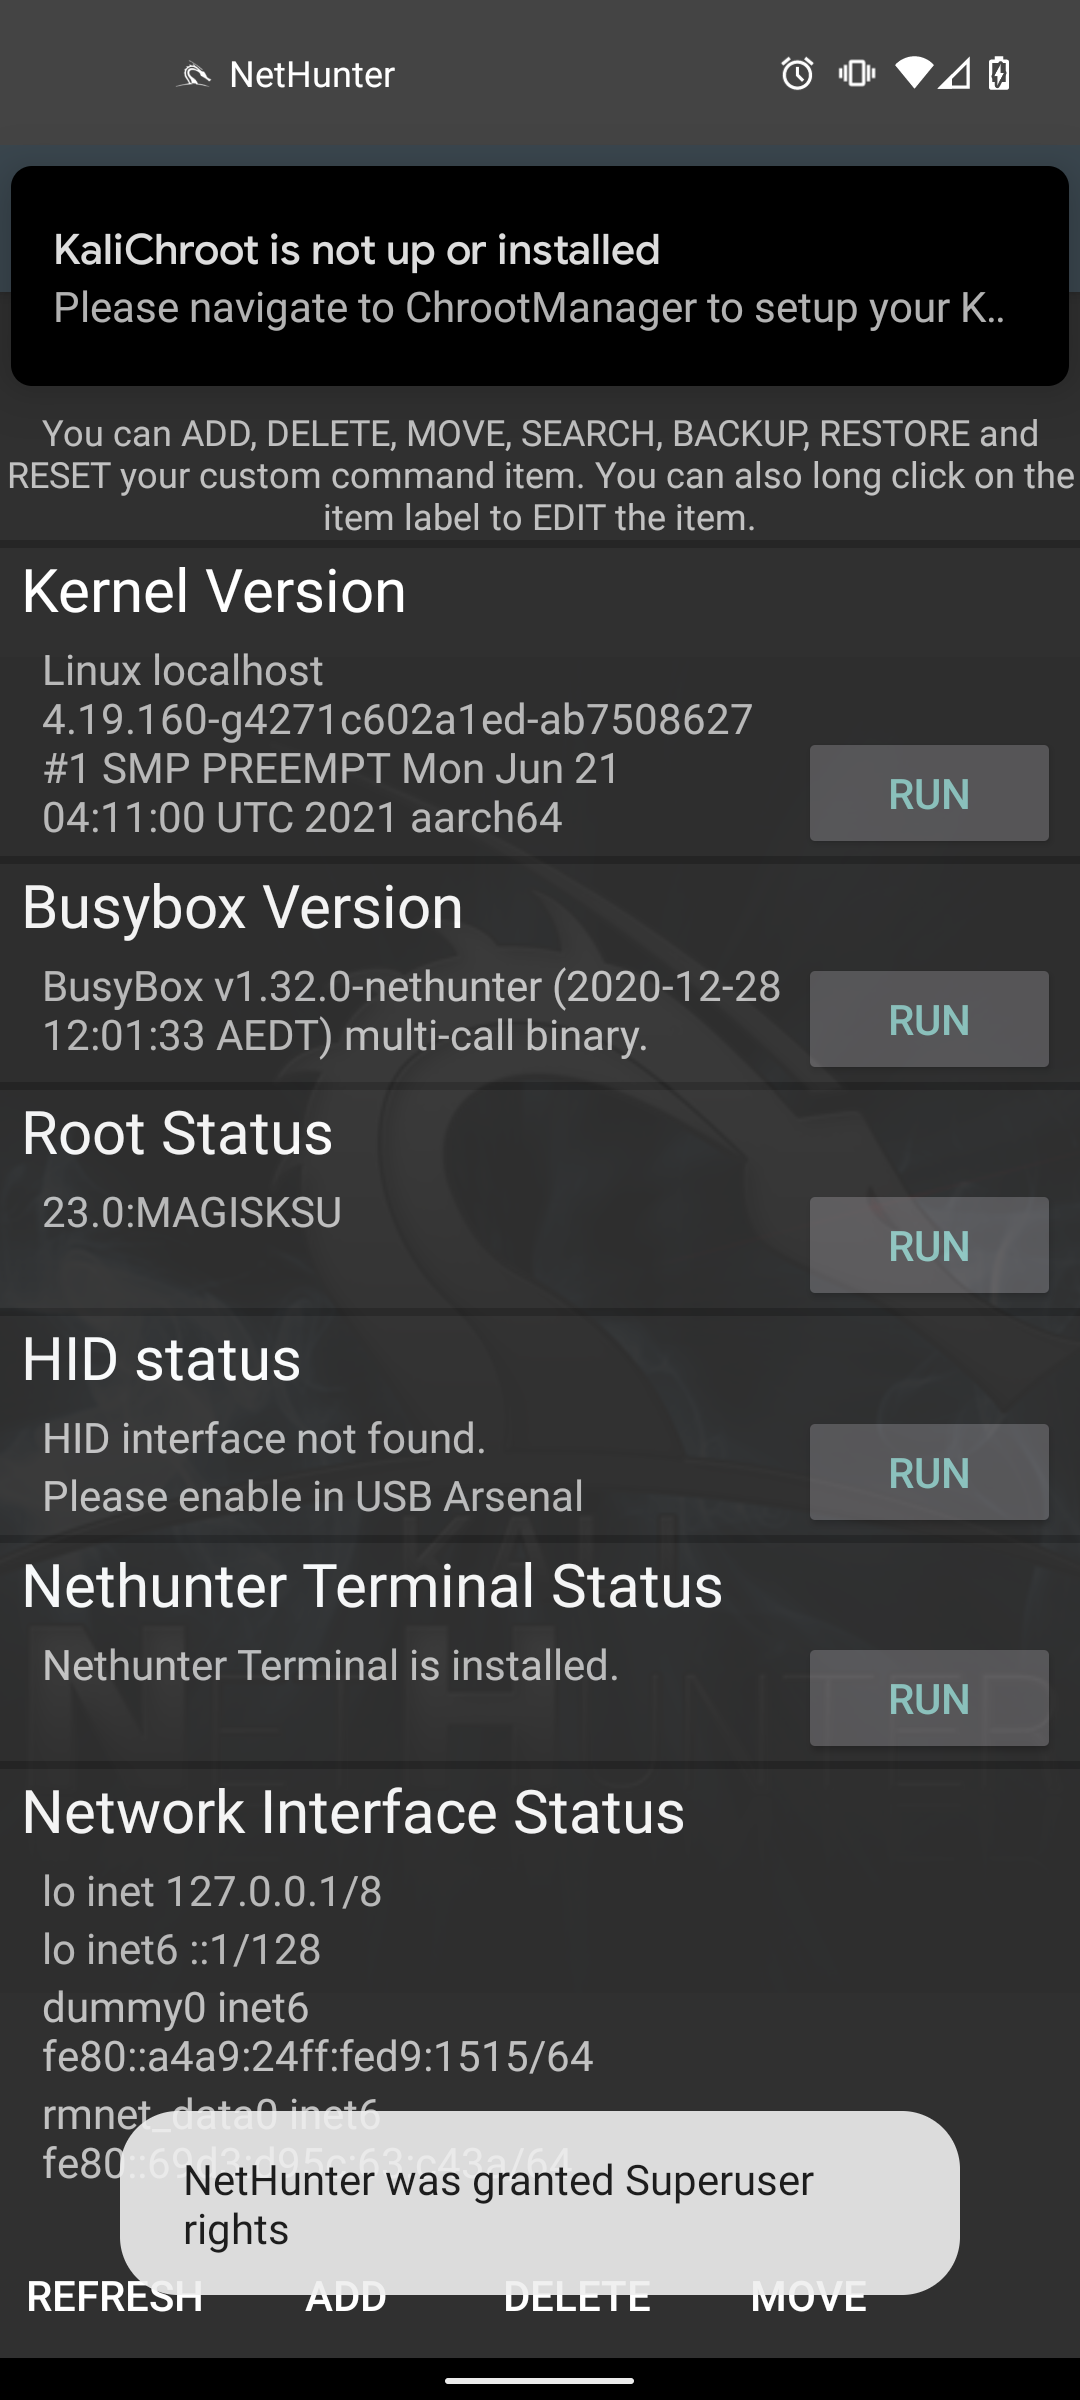 NetHunter
KaliChroot is not up or installed
Please navigate to ChrootManager to setup your K..
You can ADD, DELETE, MOVE, SEARCH, BACKUP, RESTORE and
RESET your custom command item. You can also long click on the
item label to EDIT the item.
Kernel Version
Linux localhost
4.19.160-g4271c602a1ed-ab7508627
#1 SMP PREEMPT Mon Jun 21
04:11:00 UTC 2021 aarch64
RUN
Busybox Version
BusyBox v1.32.0-nethunter (2020-12-28
12:01:33 AEDT) multi-call binary.
RUN
Root Status
23.0:MAGISKSU
RUN
HID status
HID interface not found.
Please enable in USB Arsenal
RUN
KALI
Nethunter Terminal Status
Nethunter Terminal is installed.
RUN
NETHUNTER
Network Interface Status
lo inet 127.0.0.1/8
lo inet6 ::1/128
dummy0 inet6
fe80::a4a9:24ff:fed9:1515/64
rmnet_data0 inet6
fe80::69d3:d95c:63:c43a/64
NetHunter was granted Superuser
rights
REFRESH ADD DELETE MOVE